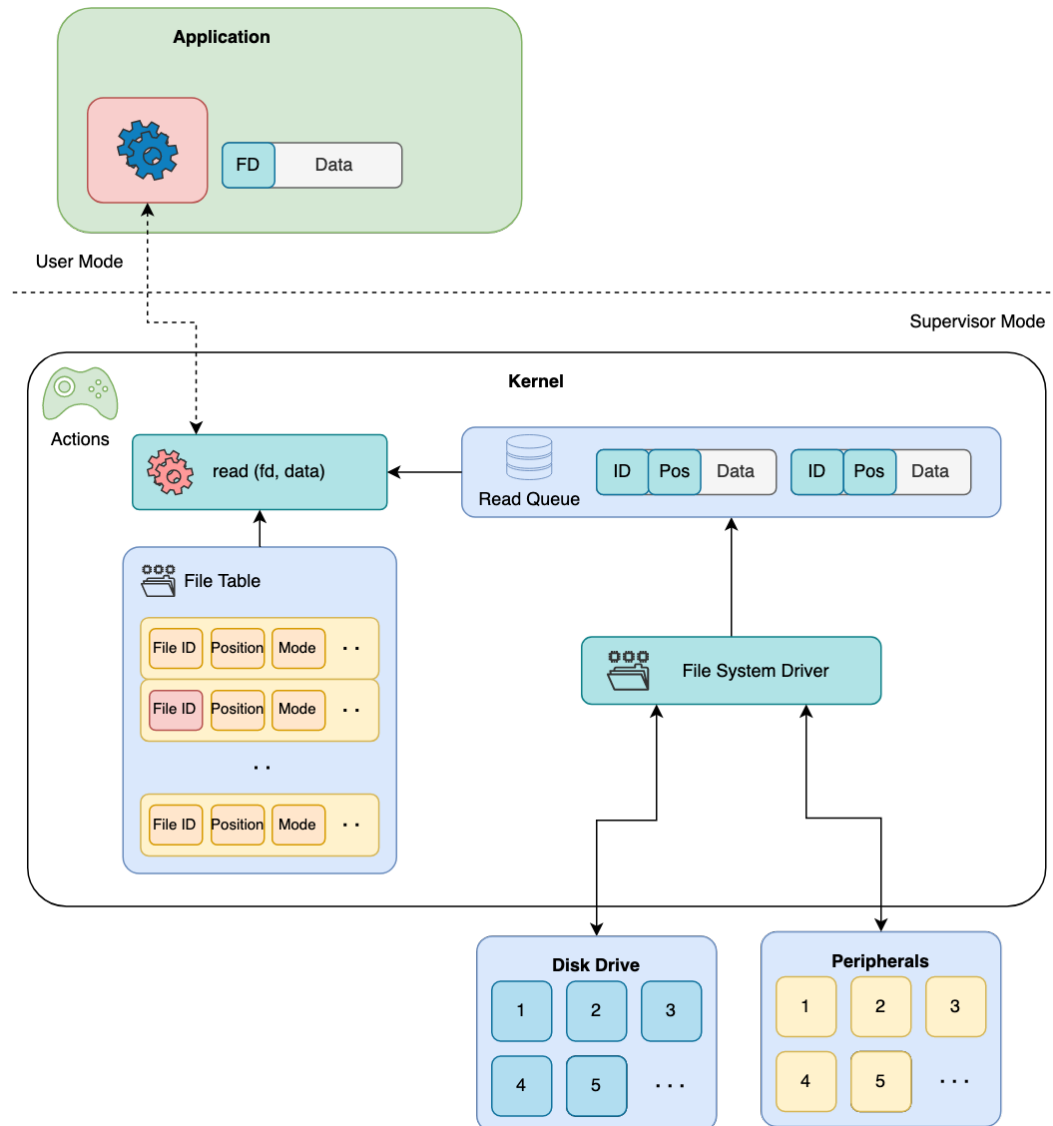 Application
FD Data
User Mode
Supervisor Mode
Kernel
Actions
read (fd, data)
Read Queue
ID Pos Data ID Pos Data
File Table
File ID Position Mode . .
File ID Position Mode . .
. .
File ID Position Mode . .
File System Driver
Disk Drive
1 2 3
4 5 . . .
Peripherals
1 2 3
4 5 . . .